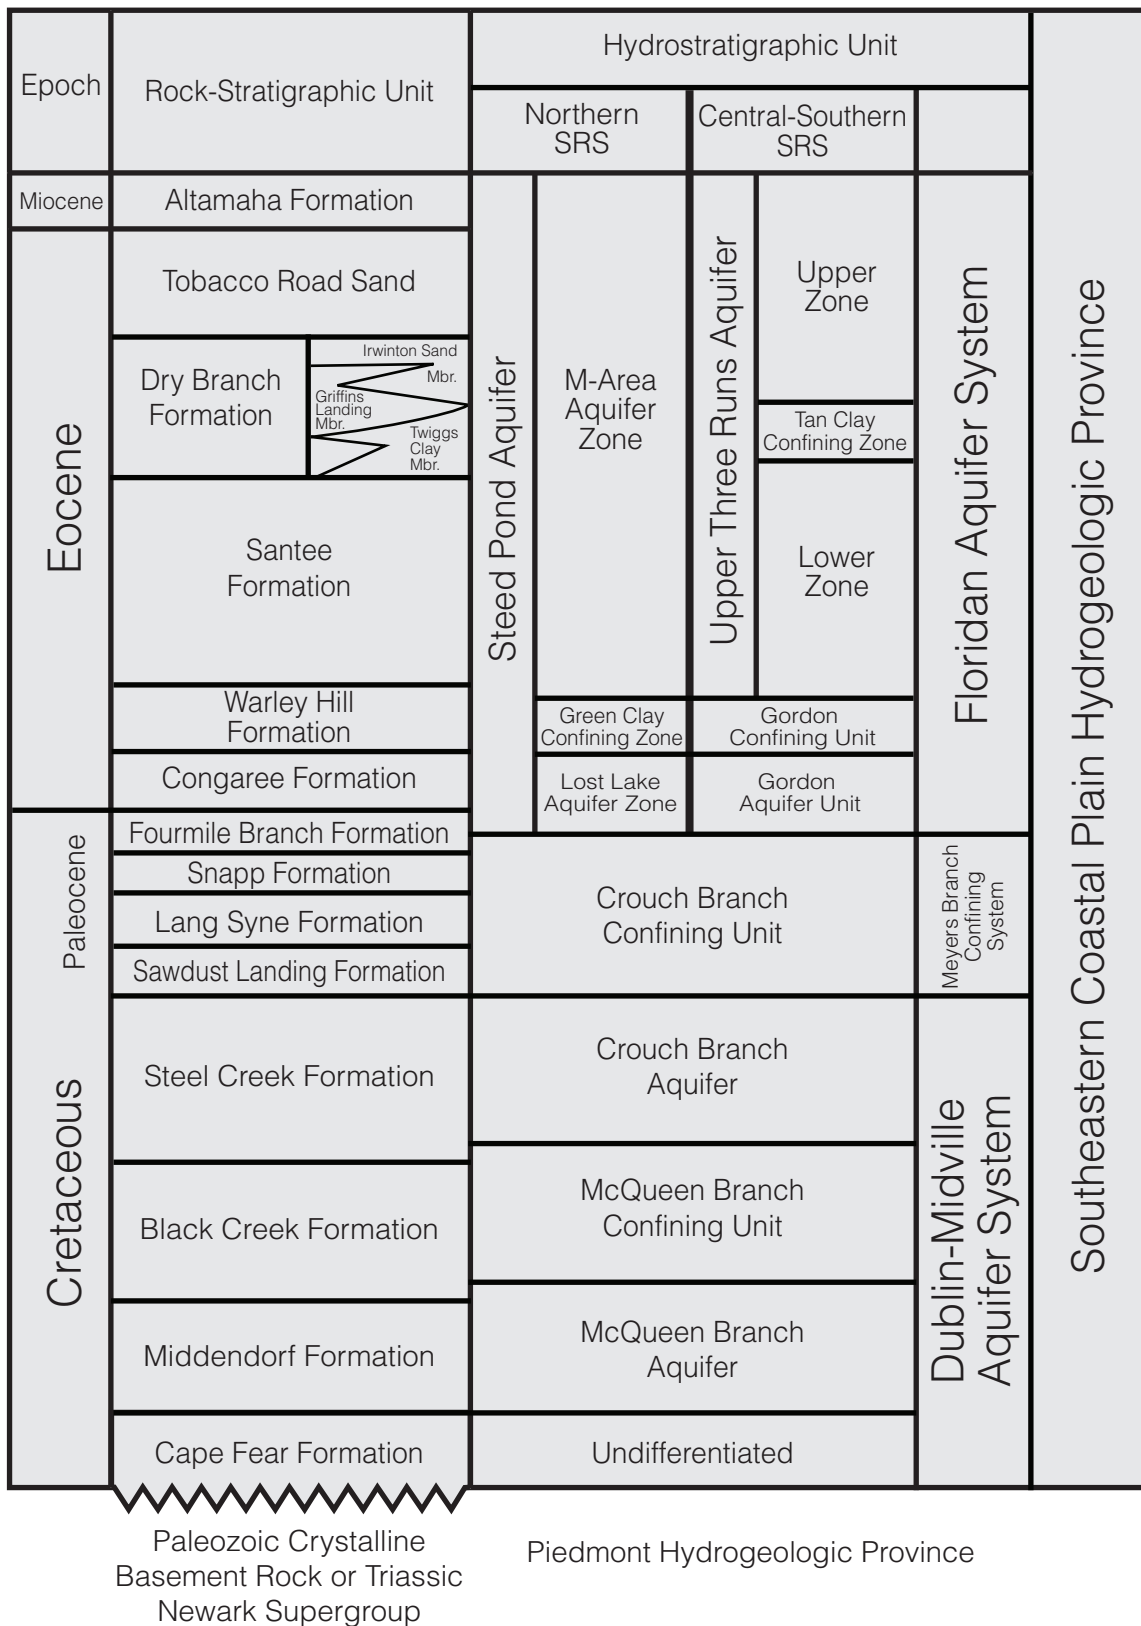 Epoch
Rock-Stratigraphic Unit
Hydrostratigraphic Unit
Northern
SRS
Central-Southern
SRS
Miocene
Eocene
Paleocene
Cretaceous
Altamaha Formation
Tobacco Road Sand
Dry Branch
Formation
Irwinton Sand
Mbr.
Griffins
Landing
Mbr.
Twiggs
Clay
Mbr.
Santee
Formation
Warley Hill
Formation
Congaree Formation
Fourmile Branch Formation
Snapp Formation
Lang Syne Formation
Sawdust Landing Formation
Steel Creek Formation
Black Creek Formation
Middendorf Formation
Cape Fear Formation
Steed Pond Aquifer
M-Area
Aquifer
Zone
Green Clay
Confining Zone
Lost Lake
Aquifer Zone
Upper Three Runs Aquifer
Upper
Zone
Tan Clay
Confining Zone
Lower
Zone
Gordon
Confining Unit
Gordon
Aquifer Unit
Crouch Branch
Confining Unit
Crouch Branch
Aquifer
McQueen Branch
Confining Unit
McQueen Branch
Aquifer
Undifferentiated
Floridan Aquifer System
Meyers Branch
Confining
System
Dublin-Midville
Aquifer System
Southeastern Coastal Plain Hydrogeologic Province
Paleozoic Crystalline
Basement Rock or Triassic
Newark Supergroup
Piedmont Hydrogeologic Province